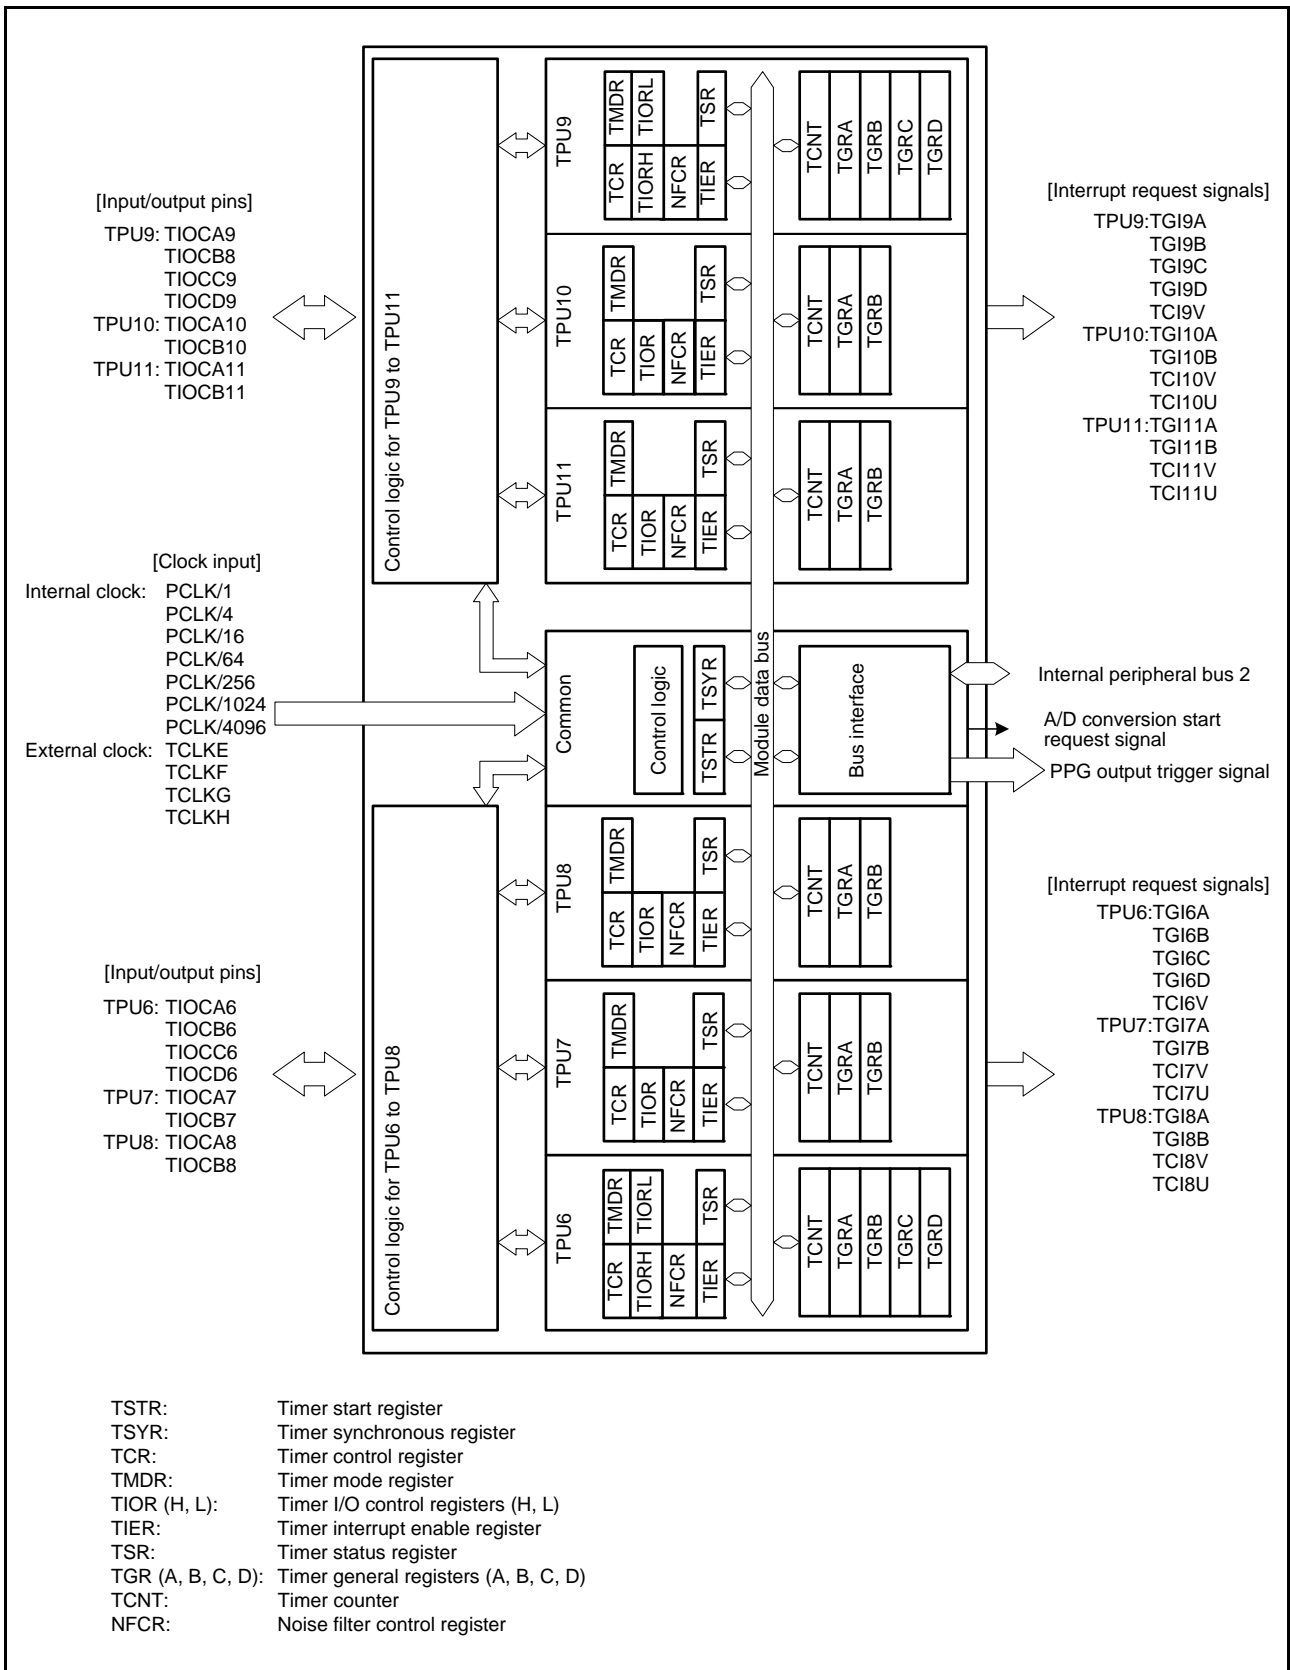 [Input/output pins]
TPU9: TIOCA9
TIOCB8
TIOCC9
TIOCD9
TPU10: TIOCA10
TIOCB10
TPU11: TIOCA11
TIOCB11
[Clock input]
Internal clock: PCLK/1
PCLK/4
PCLK/16
PCLK/64
PCLK/256
PCLK/1024
PCLK/4096
External clock: TCLKE
TCLKF
TCLKG
TCLKH
[Input/output pins]
TPU6: TIOCA6
TIOCB6
TIOCC6
TIOCD6
TPU7: TIOCA7
TIOCB7
TPU8: TIOCA8
TIOCB8
Control logic for TPU9 to TPU11
Control logic for TPU6 to TPU8
TPU9
TCR
TMDR
TIORH
TIORL
NFCR
TIER
TSR
TCNT
TGRA
TGRB
TGRC
TGRD
TPU10
TCR
TMDR
TIOR
NFCR
TIER
TSR
TCNT
TGRA
TGRB
TPU11
TCR
TMDR
TIOR
NFCR
TIER
TSR
TCNT
TGRA
TGRB
Common
Control logic
TSTR
TSYR
Module data bus
Bus interface
TPU8
TCR
TMDR
TIOR
NFCR
TIER
TSR
TCNT
TGRA
TGRB
TPU7
TCR
TMDR
TIOR
NFCR
TIER
TSR
TCNT
TGRA
TGRB
TPU6
TCR
TMDR
TIORH
TIORL
NFCR
TIER
TSR
TCNT
TGRA
TGRB
TGRC
TGRD
[Interrupt request signals]
TPU9:TGI9A
TGI9B
TGI9C
TGI9D
TCI9V
TPU10:TGI10A
TGI10B
TCI10V
TCI10U
TPU11:TGI11A
TGI11B
TCI11V
TCI11U
Internal peripheral bus 2
A/D conversion start
request signal
PPG output trigger signal
[Interrupt request signals]
TPU6:TGI6A
TGI6B
TGI6C
TGI6D
TCI6V
TPU7:TGI7A
TGI7B
TCI7V
TCI7U
TPU8:TGI8A
TGI8B
TCI8V
TCI8U
TSTR: Timer start register
TSYR: Timer synchronous register
TCR: Timer control register
TMDR: Timer mode register
TIOR (H, L): Timer I/O control registers (H, L)
TIER: Timer interrupt enable register
TSR: Timer status register
TGR (A, B, C, D): Timer general registers (A, B, C, D)
TCNT: Timer counter
NFCR: Noise filter control register